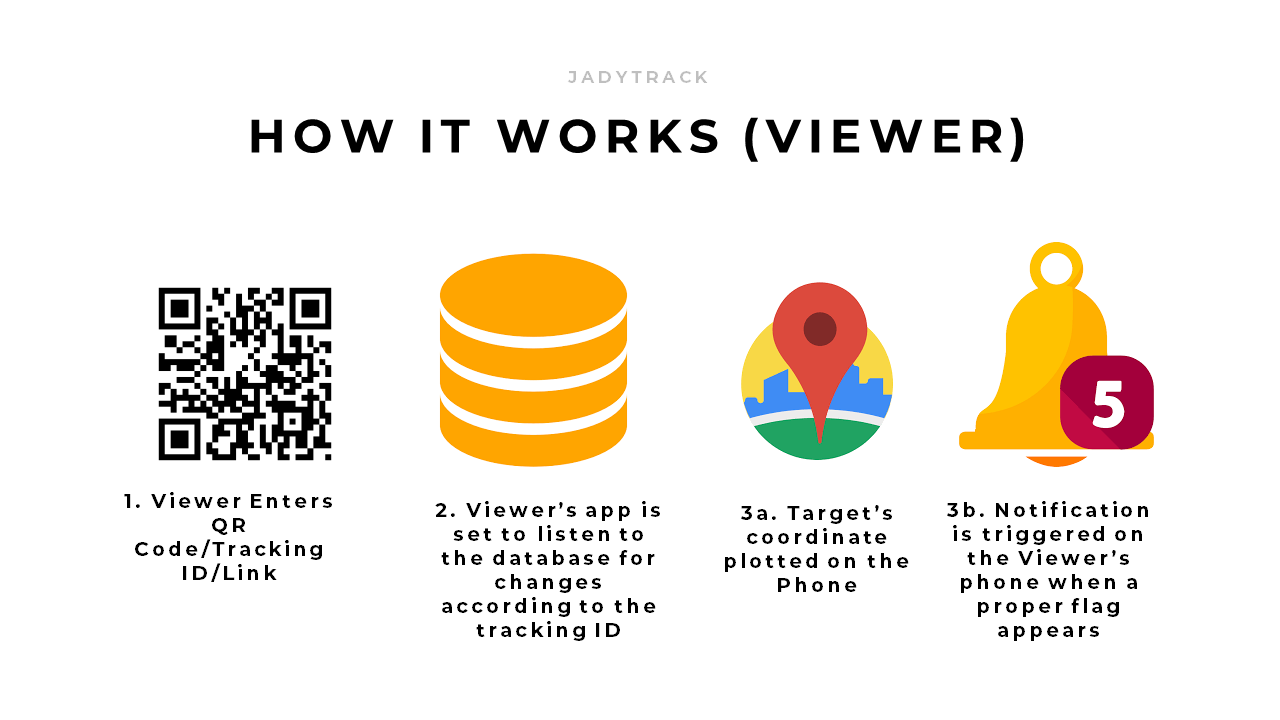 JADYTRACK
HOW IT WORKS (VIEWER)
5
1. Viewer Enters
QR
Code/Tracking
ID/Link
2. Viewer's app is
set to listen to
the database for
changes
according to the
tracking ID
3a. Target's
coordinate
plotted on the
Phone
3b. Notification
is triggered on
the Viewer's
phone when a
proper flag
appears